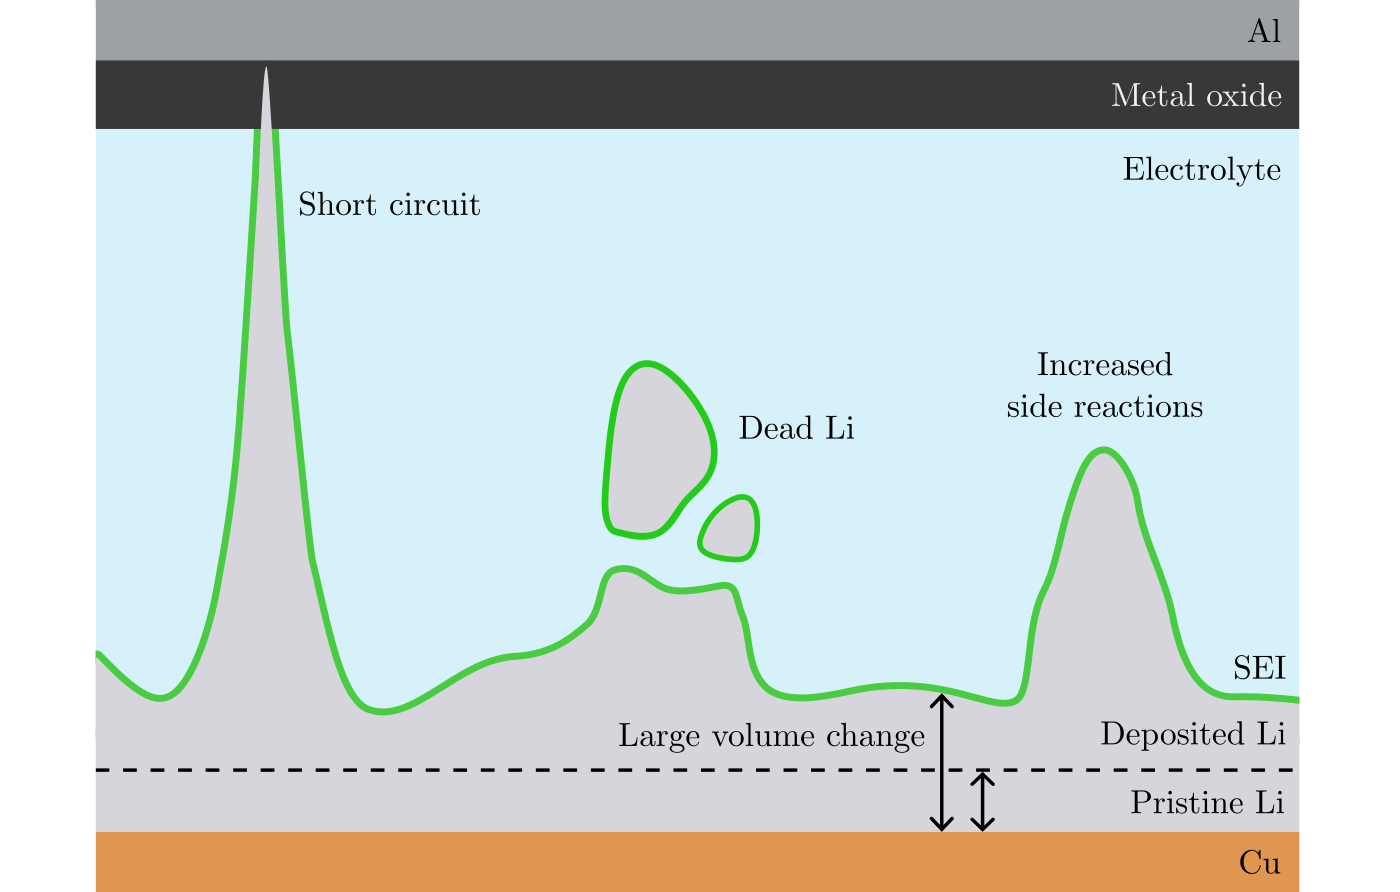 Al
Metal oxide
Electrolyte
Short circuit
Increased
side reactions
Dead Li
SEI
Large volume change
Deposited Li
Pristine Li
Cu